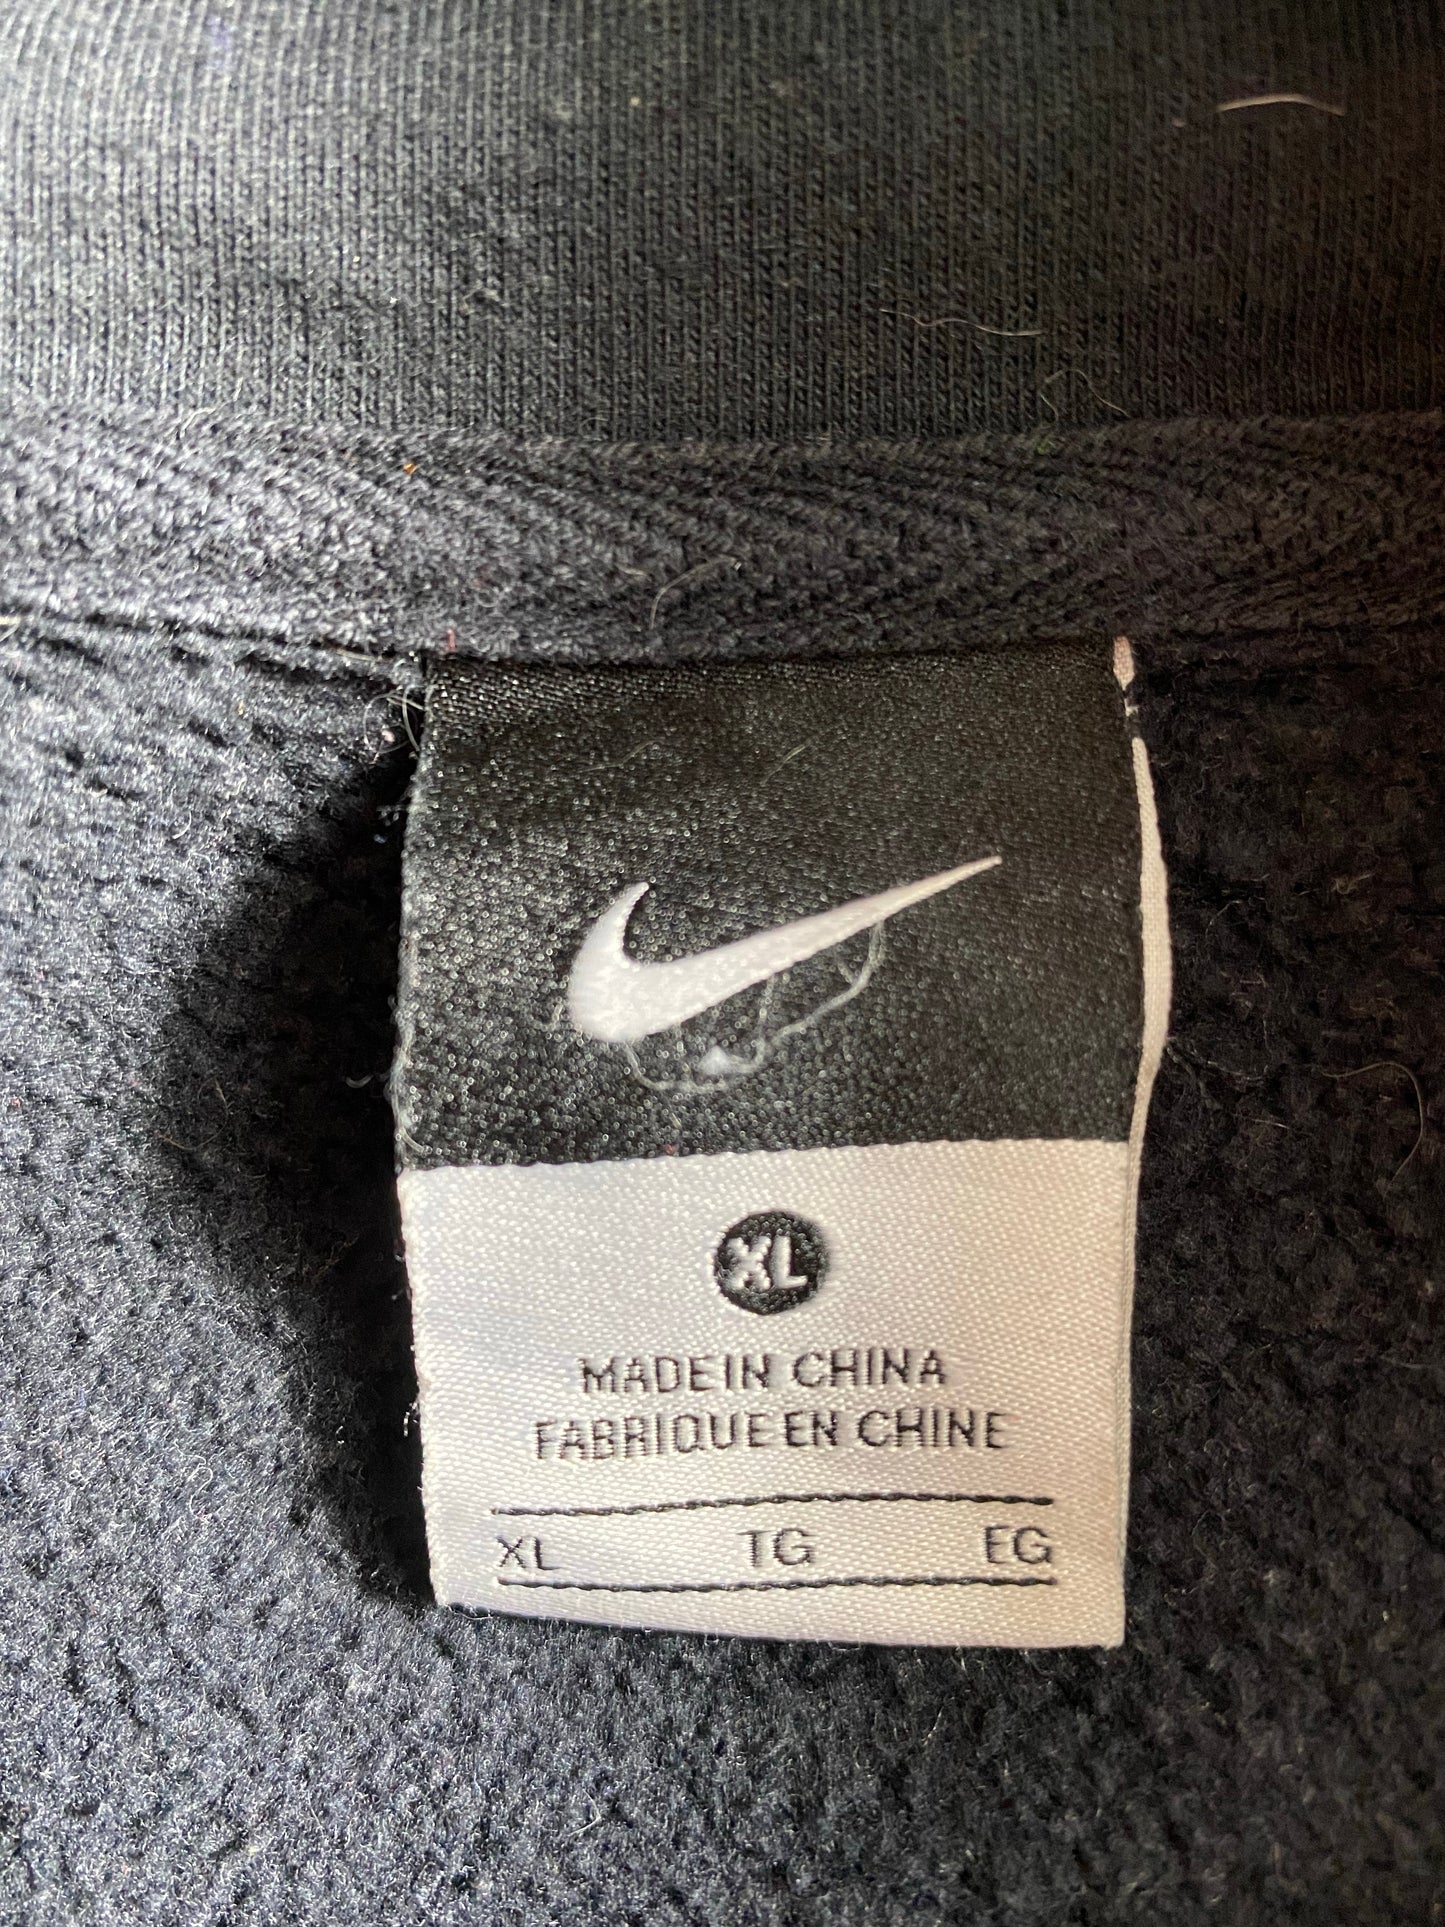 XL
MADE IN CHINA
FABRIQUE EN CHINE
XL TG EG